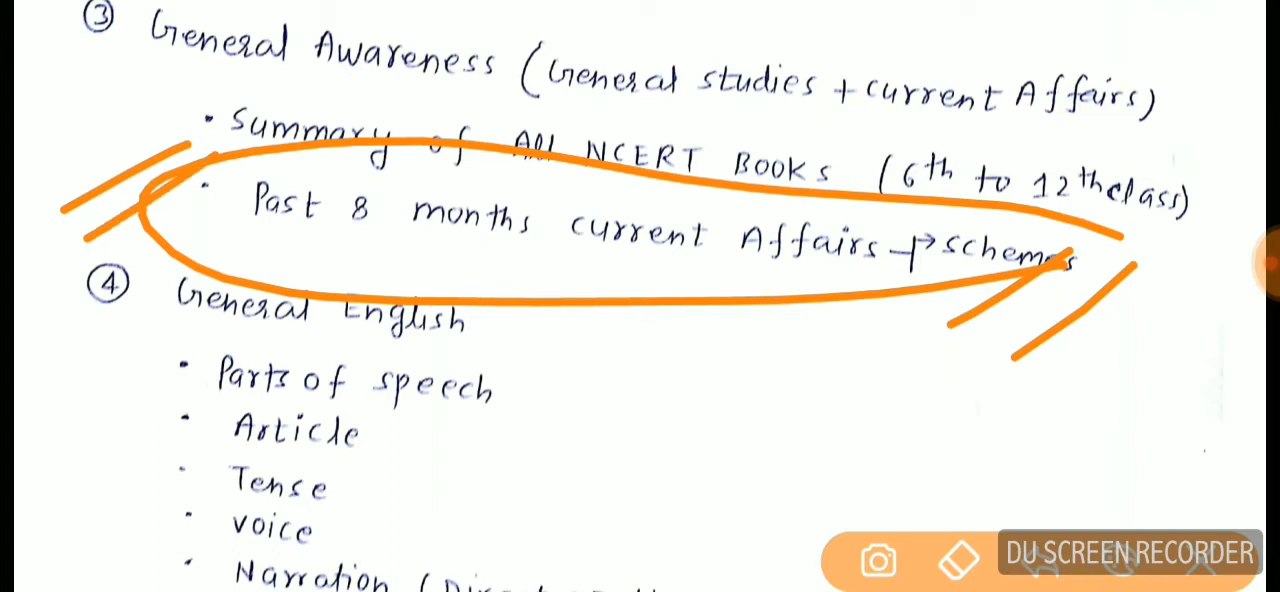 ③ General Awareness (General studies + current Affairs)
• Summary of All NCERT Books (6th to 12th class)
• Past 8 months current Affairs → schemes
④ General English
• Parts of speech
• Article
• Tense
• voice
• Narration
DU SCREEN RECORDER